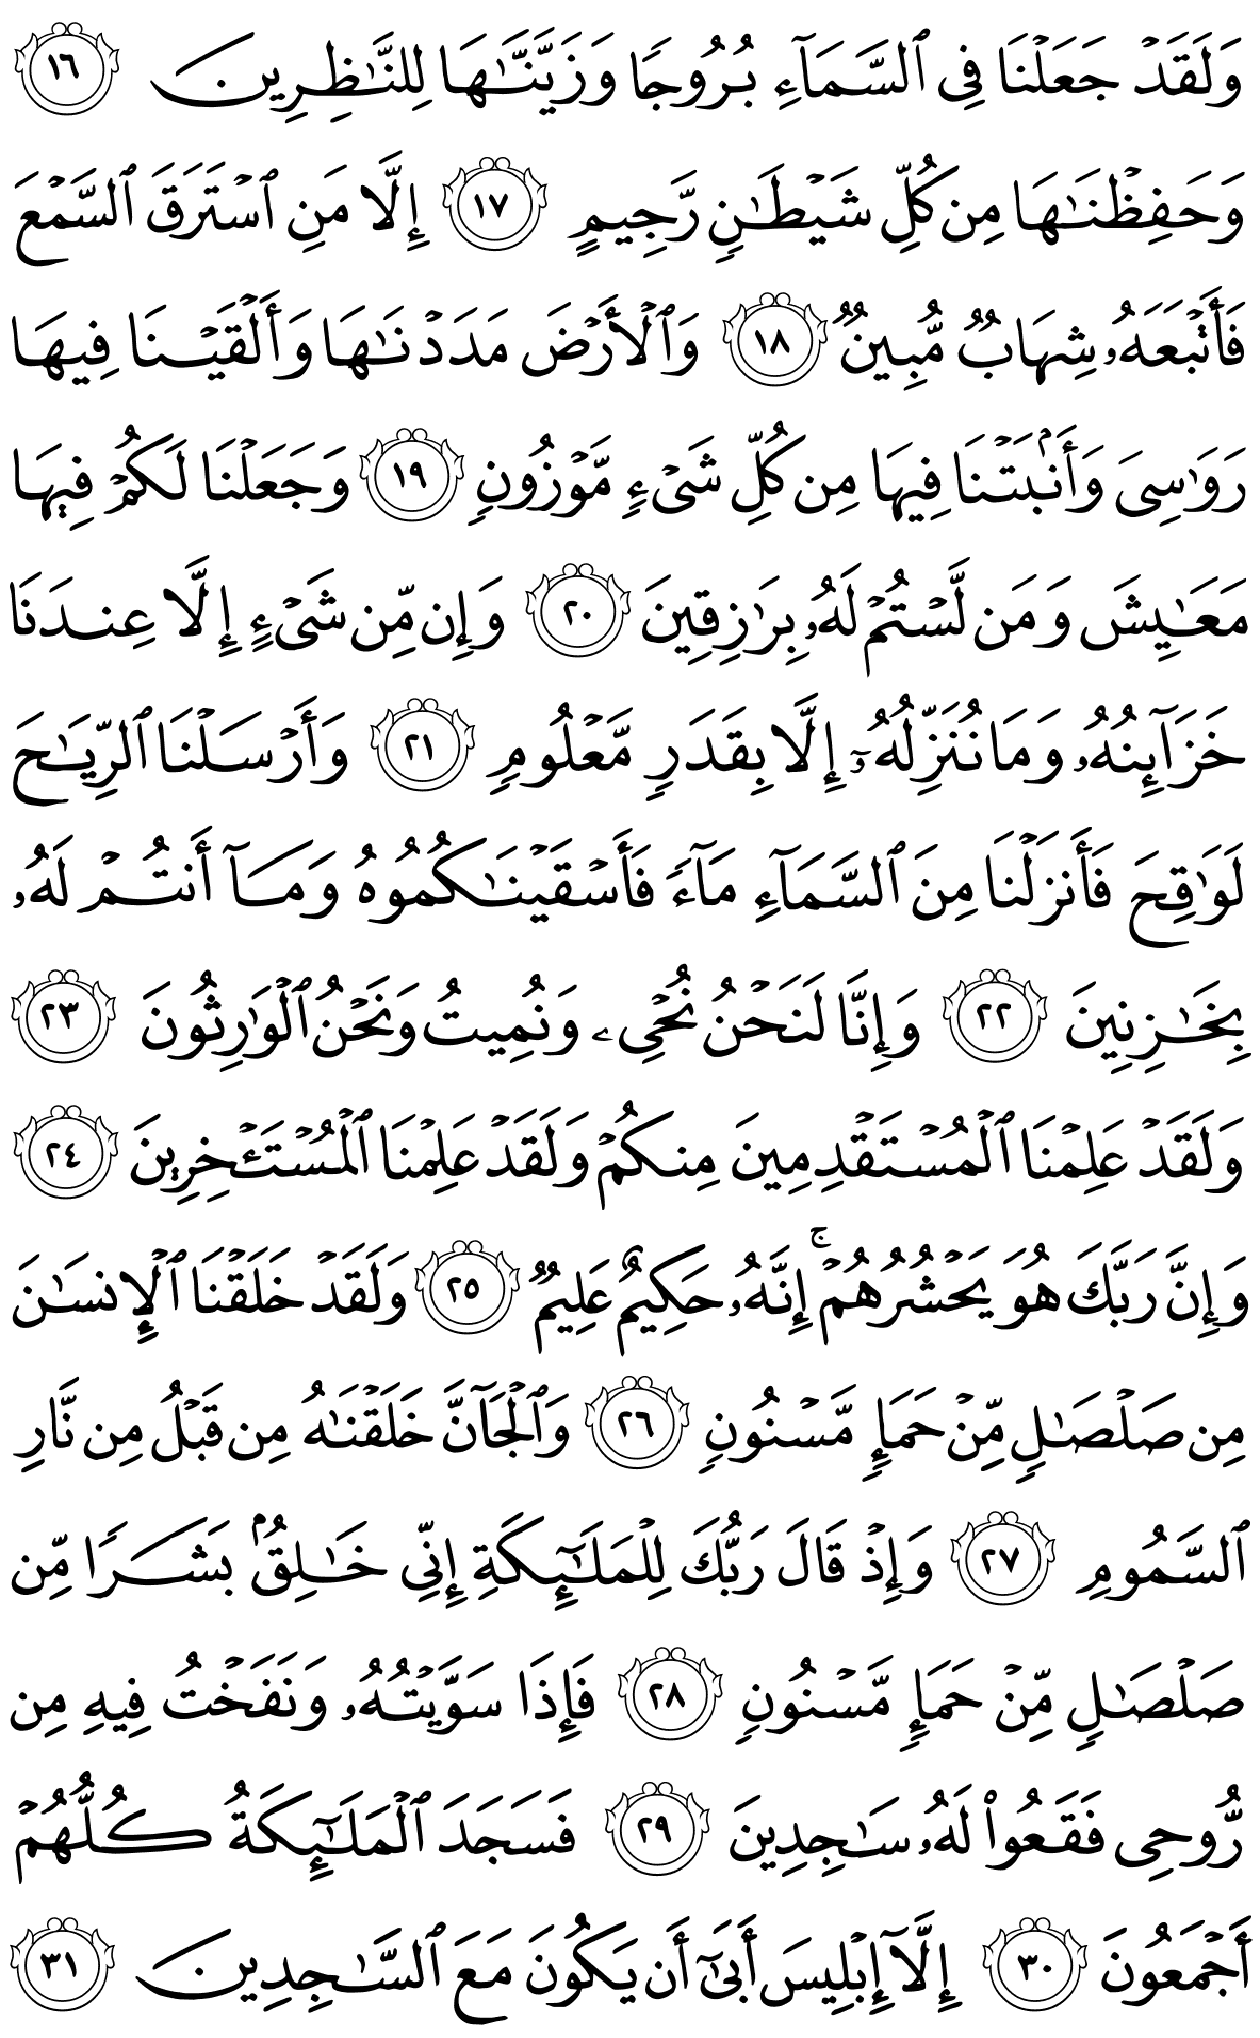 وَلَقَدۡ جَعَلۡنَا فِي ٱلسَّمَآءِ بُرُوجٗا وَزَيَّنَّٰهَا لِلنَّٰظِرِينَ ١٦
وَحَفِظۡنَٰهَا مِن كُلِّ شَيۡطَٰنٖ رَّجِيمٍ ١٧ إِلَّا مَنِ ٱسۡتَرَقَ ٱلسَّمۡعَ
فَأَتۡبَعَهُۥ شِهَابٞ مُّبِينٞ ١٨ وَٱلۡأَرۡضَ مَدَدۡنَٰهَا وَأَلۡقَيۡنَا فِيهَا
رَوَٰسِيَ وَأَنۢبَتۡنَا فِيهَا مِن كُلِّ شَيۡءٖ مَّوۡزُونٖ ١٩ وَجَعَلۡنَا لَكُمۡ فِيهَا
مَعَٰيِشَ وَمَن لَّسۡتُمۡ لَهُۥ بِرَٰزِقِينَ ٢٠ وَإِن مِّن شَيۡءٍ إِلَّا عِندَنَا
خَزَآئِنُهُۥ وَمَا نُنَزِّلُهُۥٓ إِلَّا بِقَدَرٖ مَّعۡلُومٖ ٢١ وَأَرۡسَلۡنَا ٱلرِّيَٰحَ
لَوَٰقِحَ فَأَنزَلۡنَا مِنَ ٱلسَّمَآءِ مَآءٗ فَأَسۡقَيۡنَٰكُمُوهُ وَمَآ أَنتُمۡ لَهُۥ
بِخَٰزِنِينَ ٢٢ وَإِنَّا لَنَحۡنُ نُحۡيِۦ وَنُمِيتُ وَنَحۡنُ ٱلۡوَٰرِثُونَ ٢٣
وَلَقَدۡ عَلِمۡنَا ٱلۡمُسۡتَقۡدِمِينَ مِنكُمۡ وَلَقَدۡ عَلِمۡنَا ٱلۡمُسۡتَـٔۡخِرِينَ ٢٤
وَإِنَّ رَبَّكَ هُوَ يَحۡشُرُهُمۡۚ إِنَّهُۥ حَكِيمٌ عَلِيمٞ ٢٥ وَلَقَدۡ خَلَقۡنَا ٱلۡإِنسَٰنَ
مِن صَلۡصَٰلٖ مِّنۡ حَمَإٖ مَّسۡنُونٖ ٢٦ وَٱلۡجَآنَّ خَلَقۡنَٰهُ مِن قَبۡلُ مِن نَّارِ
ٱلسَّمُومِ ٢٧ وَإِذۡ قَالَ رَبُّكَ لِلۡمَلَٰٓئِكَةِ إِنِّي خَٰلِقُۢ بَشَرٗا مِّن
صَلۡصَٰلٖ مِّنۡ حَمَإٖ مَّسۡنُونٖ ٢٨ فَإِذَا سَوَّيۡتُهُۥ وَنَفَخۡتُ فِيهِ مِن
رُّوحِي فَقَعُواْ لَهُۥ سَٰجِدِينَ ٢٩ فَسَجَدَ ٱلۡمَلَٰٓئِكَةُ كُلُّهُمۡ
أَجۡمَعُونَ ٣٠ إِلَّآ إِبۡلِيسَ أَبَىٰٓ أَن يَكُونَ مَعَ ٱلسَّٰجِدِينَ ٣١